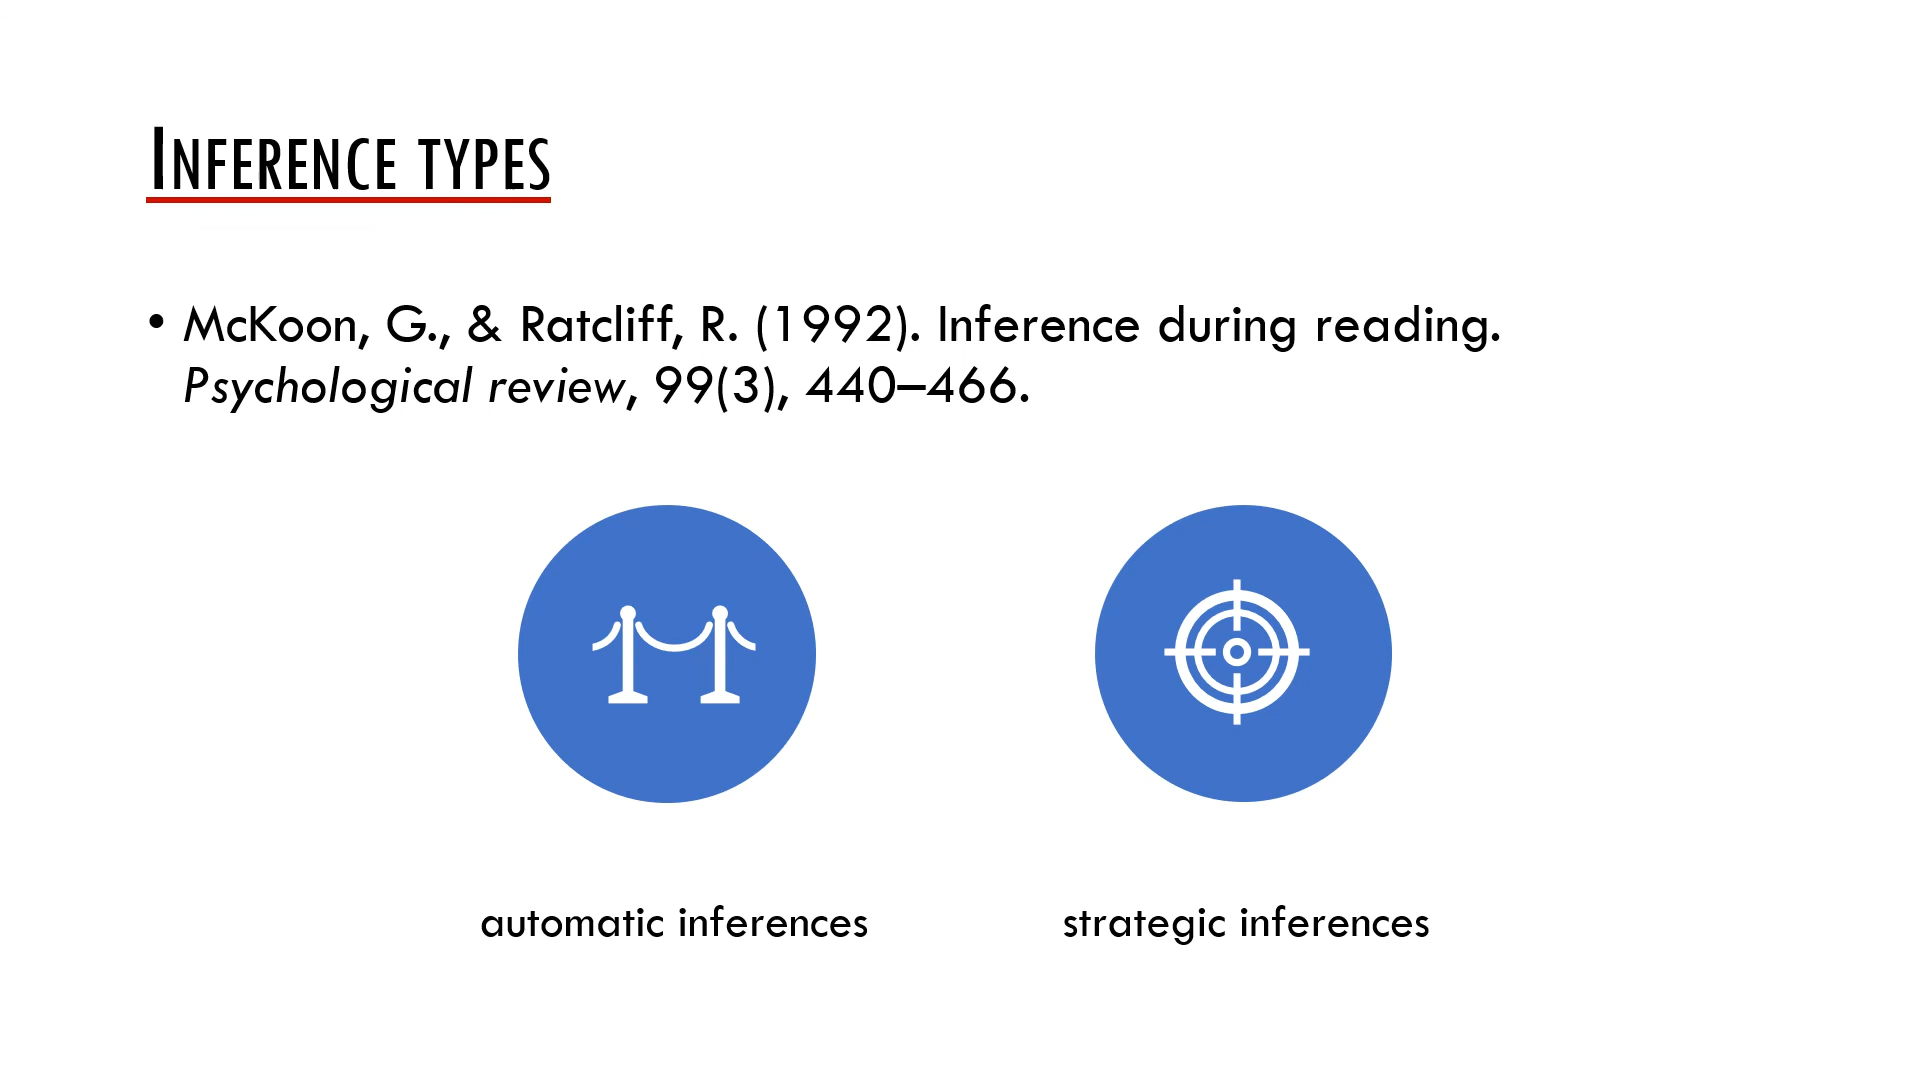 INFERENCE TYPES
• McKoon, G., & Ratcliff, R. (1992). Inference during reading.
Psychological review, 99(3), 440–466.
automatic inferences
strategic inferences